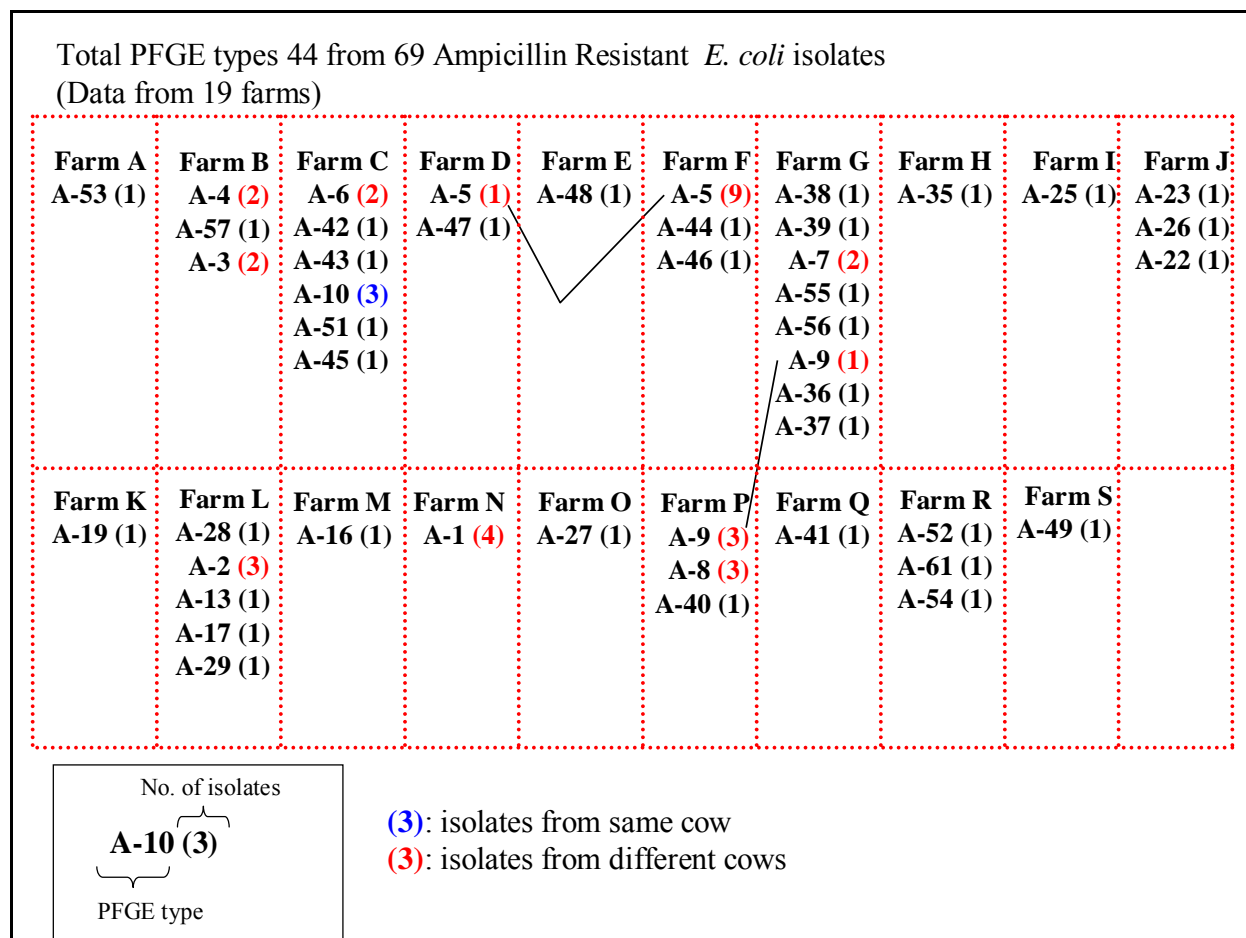 Total PFGE types 44 from 69 Ampicillin Resistant E. coli isolates
(Data from 19 farms)
Farm A
A-53 (1)
Farm B
A-4 (2)
A-57 (1)
A-3 (2)
Farm C
A-6 (2)
A-42 (1)
A-43 (1)
A-10 (3)
A-51 (1)
A-45 (1)
Farm D
A-5 (1)
A-47 (1)
Farm E
A-48 (1)
Farm F
A-5 (9)
A-44 (1)
A-46 (1)
Farm G
A-38 (1)
A-39 (1)
A-7 (2)
A-55 (1)
A-56 (1)
A-9 (1)
A-36 (1)
A-37 (1)
Farm H
A-35 (1)
Farm I
A-25 (1)
Farm J
A-23 (1)
A-26 (1)
A-22 (1)
Farm K
A-19 (1)
Farm L
A-28 (1)
A-2 (3)
A-13 (1)
A-17 (1)
A-29 (1)
Farm M
A-16 (1)
Farm N
A-1 (4)
Farm O
A-27 (1)
Farm P
A-9 (3)
A-8 (3)
A-40 (1)
Farm Q
A-41 (1)
Farm R
A-52 (1)
A-61 (1)
A-54 (1)
Farm S
A-49 (1)
No. of isolates
A-10 (3)
PFGE type
(3): isolates from same cow
(3): isolates from different cows